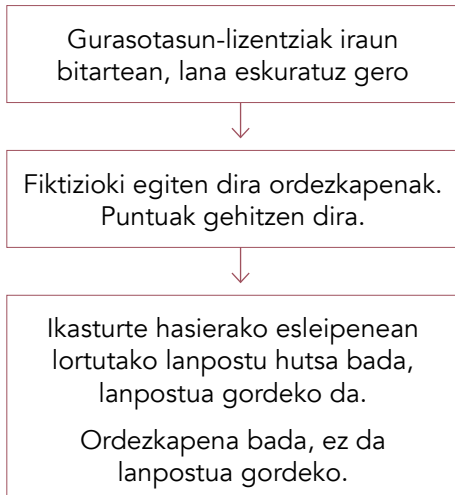 Gurasotasun-lizentziak iraun
bitartean, lana eskuratuz gero
Fiktizioki egiten dira ordezkapenak.
Puntuak gehitzen dira.
Ikasturte hasierako esleipenean
lortutako lanpostu hutsa bada,
lanpostua gordeko da.
Ordezkapena bada, ez da
lanpostua gordeko.